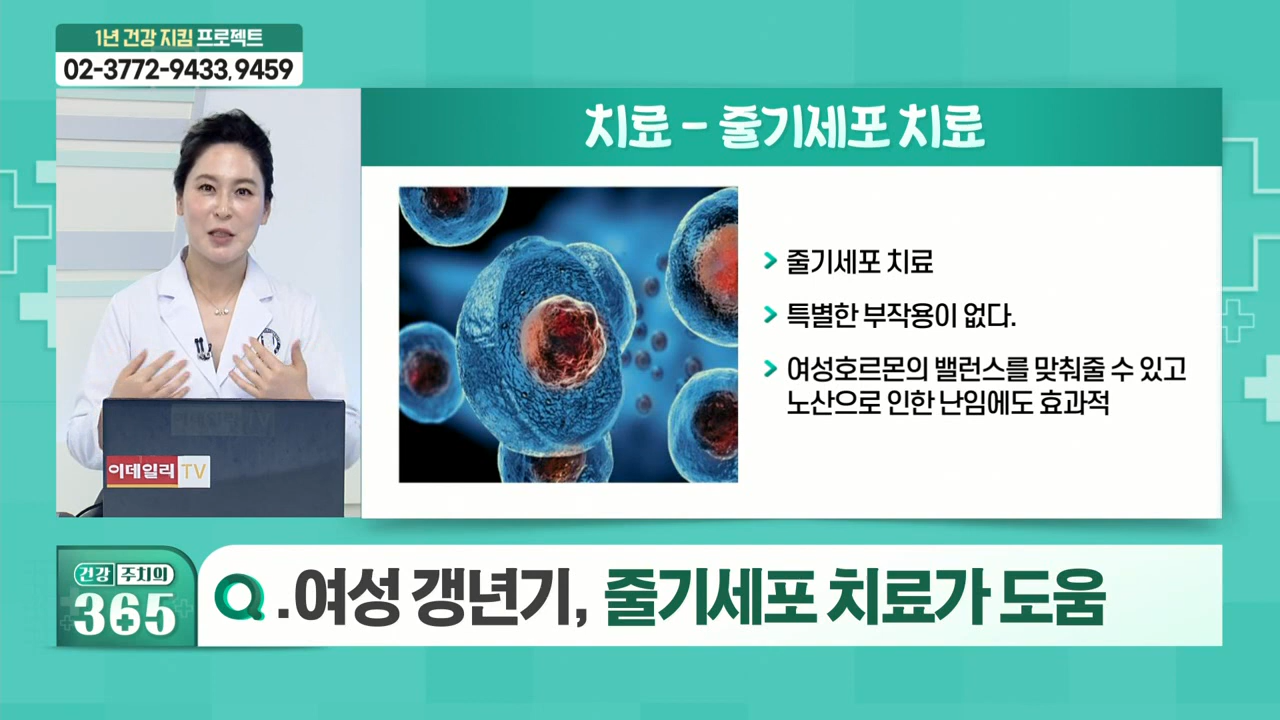 1년 건강 지킴 프로젝트
02-3772-9433, 9459
치료 - 줄기세포 치료
줄기세포 치료
특별한 부작용이 없다.
여성호르몬의 밸런스를 맞춰줄 수 있고
노산으로 인한 난임에도 효과적
이데일리 TV
건강 주치의
365
Q.여성 갱년기, 줄기세포 치료가 도움